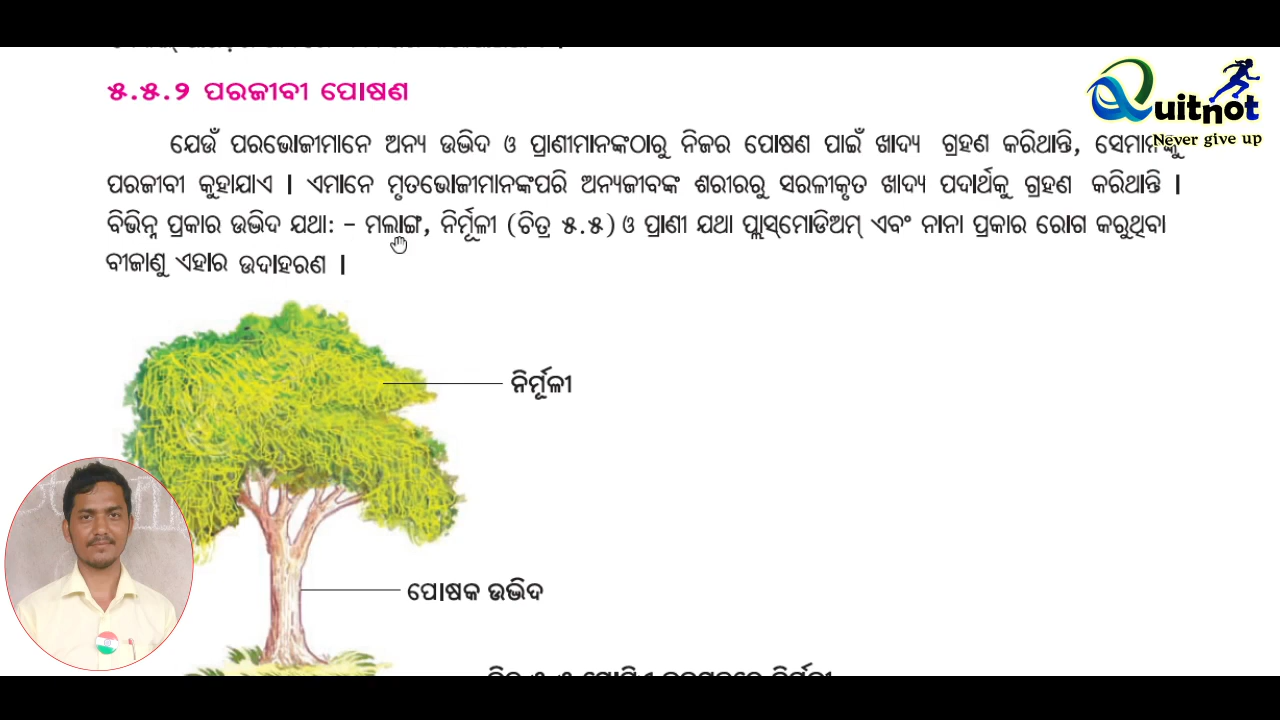 Quitnot
Never give up
୫.୫.୨ ପରଜୀବୀ ପୋଷଣ
ଯେଉଁ ପରଭୋଜୀମାନେ ଅନ୍ୟ ଉଦ୍ଭିଦ ଓ ପ୍ରାଣୀମାନଙ୍କଠାରୁ ନିଜର ପୋଷଣ ପାଇଁ ଖାଦ୍ୟ ଗ୍ରହଣ କରିଥାନ୍ତି, ସେମାନଙ୍କୁ
ପରଜୀବୀ କୁହାଯାଏ । ଏମାନେ ମୃତଭୋଜୀମାନଙ୍କପରି ଅନ୍ୟଜୀବଙ୍କ ଶରୀରରୁ ସରଳୀକୃତ ଖାଦ୍ୟ ପଦାର୍ଥକୁ ଗ୍ରହଣ କରିଥାନ୍ତି ।
ବିଭିନ୍ନ ପ୍ରକାର ଉଦ୍ଭିଦ ଯଥା: – ମଲାଙ୍ଗ, ନିର୍ମୂଳୀ (ଚିତ୍ର ୫.୫) ଓ ପ୍ରାଣୀ ଯଥା ପ୍ଲାସ୍‌ମୋଡିଅମ୍ ଏବଂ ନାନା ପ୍ରକାର ରୋଗ କରୁଥିବା
ବୀଜାଣୁ ଏହାର ଉଦାହରଣ ।
ନିର୍ମୂଳୀ
ପୋଷକ ଉଦ୍ଭିଦ